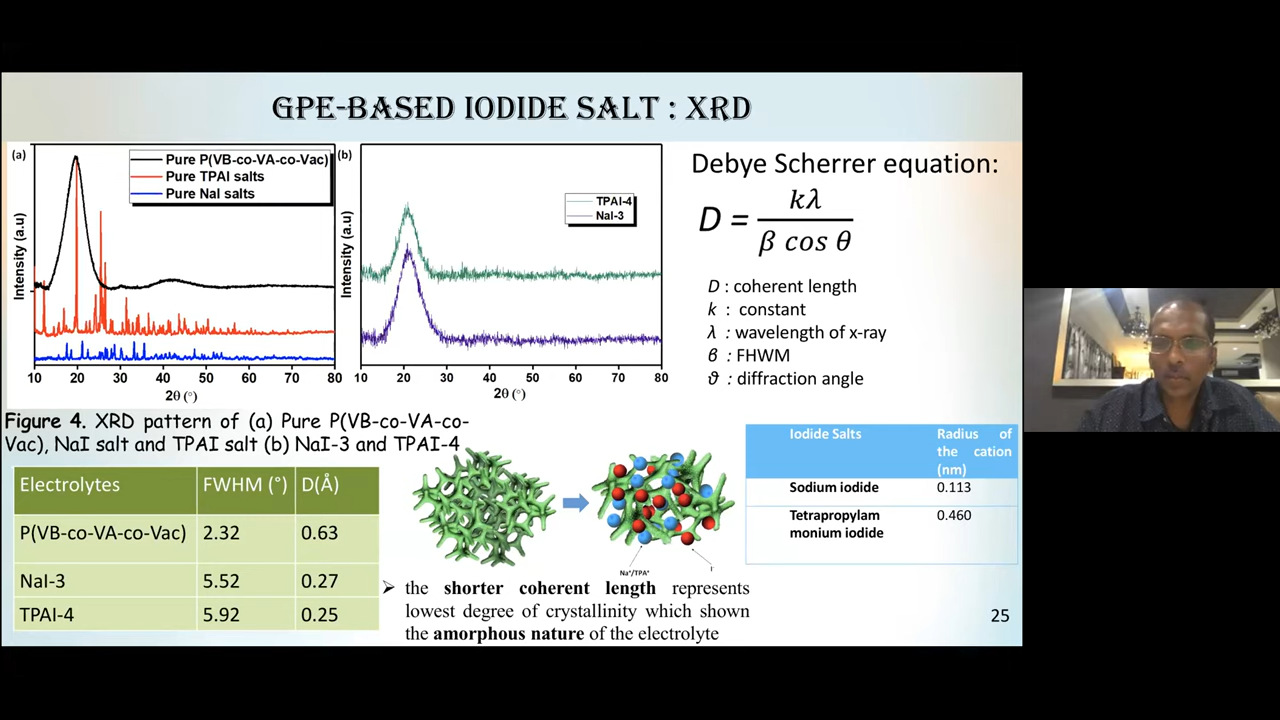 GPE-BASED IODIDE SALT : XRD
(a)
Pure P(VB-co-VA-co-Vac)
Pure TPAI salts
Pure NaI salts
Intensity (a.u)
10 20 30 40 50 60 70 80
2θ (°)
(b)
TPAI-4
NaI-3
Intensity (a.u)
10 20 30 40 50 60 70 80
2θ (°)
Figure 4. XRD pattern of (a) Pure P(VB-co-VA-co-
Vac), NaI salt and TPAI salt (b) NaI-3 and TPAI-4
Debye Scherrer equation:
D = kλ / β cos θ
D : coherent length
k : constant
λ : wavelength of x-ray
β : FHWM
ϑ : diffraction angle
Electrolytes FWHM (°) D(Å)
P(VB-co-VA-co-Vac) 2.32 0.63
NaI-3 5.52 0.27
TPAI-4 5.92 0.25
Na⁺/TPA⁺
I⁻
➢ the shorter coherent length represents
lowest degree of crystallinity which shown
the amorphous nature of the electrolyte
Iodide Salts Radius of
the cation
(nm)
Sodium iodide 0.113
Tetrapropylam 0.460
monium iodide
25